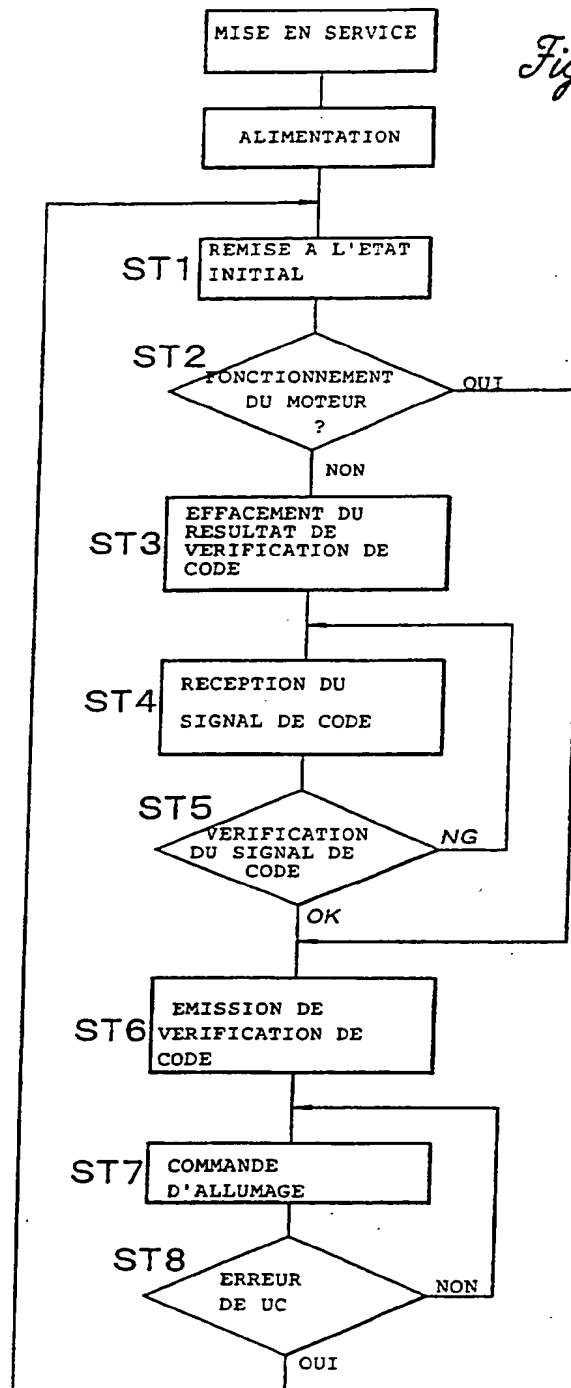 MISE EN SERVICE
Fig
ALIMENTATION
ST1
REMISE A L'ETAT
INITIAL
ST2
FONCTIONNEMENT
DU MOTEUR
?
OUI
NON
ST3
EFFACEMENT DU
RESULTAT DE
VERIFICATION DE
CODE
ST4
RECEPTION DU
SIGNAL DE CODE
ST5
VERIFICATION
DU SIGNAL DE
CODE
NG
OK
ST6
EMISSION DE
VERIFICATION DE
CODE
ST7
COMMANDE
D'ALLUMAGE
ST8
ERREUR
DE UC
NON
OUI